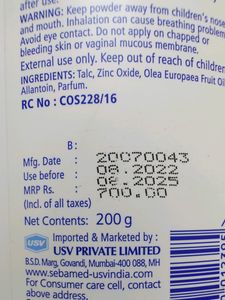 after use.
WARNING: Keep powder away from children's nose
and mouth. Inhalation can cause breathing problem
Avoid eye contact. Do not apply on chapped or
bleeding skin or vaginal mucous membrane.
External use only. Keep out of reach of children
INGREDIENTS: Talc, Zinc Oxide, Olea Europaea Fruit Oil
Allantoin, Parfum.
RC No : COS228/16
B : 20070043
Mfg. Date : 08.2022
Use before : 06.2025
MRP Rs. : 700.00
(Incl. of all taxes)
Net Contents: 200 g
USV Imported & Marketed by :
USV PRIVATE LIMITED
B.S.D. Marg, Govandi, Mumbai-400 088, MH
www.sebamed-usvindia.com
For Consumer care cell, contact
above address.